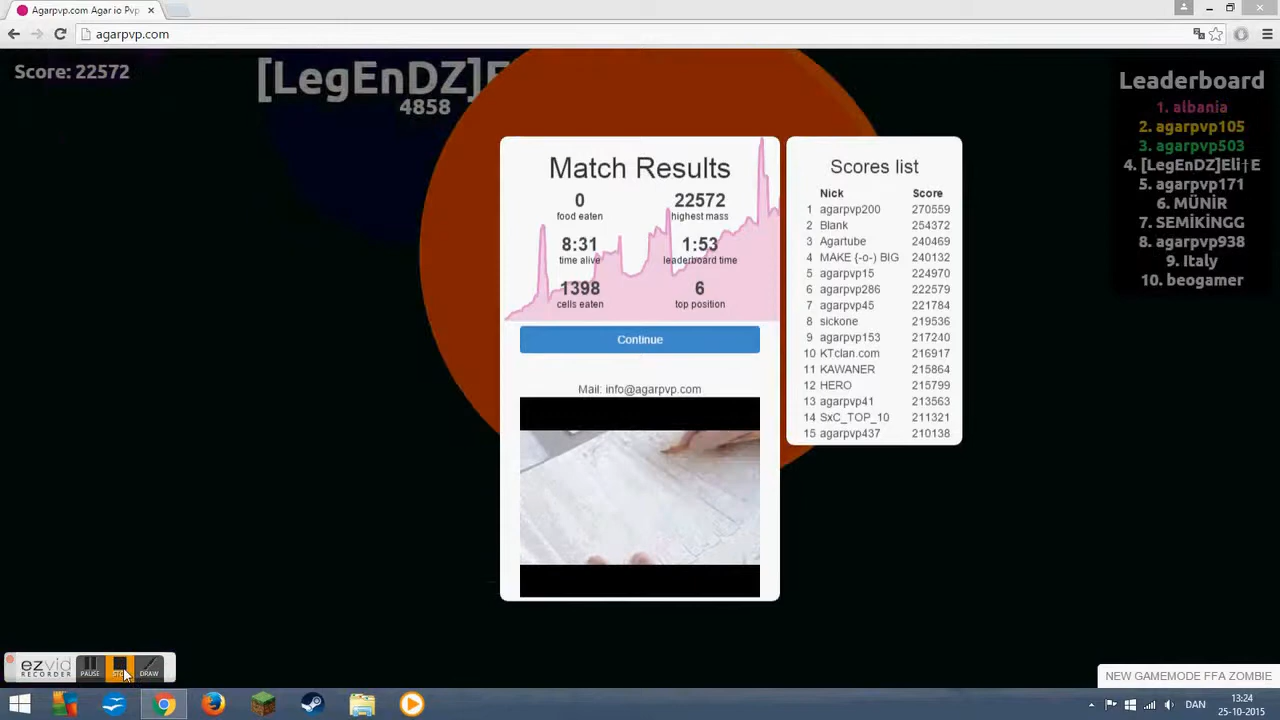 Agarpvp.com Agar io Pvp
agarpvp.com
Score: 22572
[LegEnDZ]E
4858
Leaderboard
1. albania
2. agarpvp105
3. agarpvp503
4. [LegEnDZ]Eli†E
5. agarpvp171
6. MÜNİR
7. SEMİKİNGG
8. agarpvp938
9. Italy
10. beogamer
Match Results
0 22572
food eaten highest mass
8:31 1:53
time alive leaderboard time
1398 6
cells eaten top position
Continue
Mail: info@agarpvp.com
Scores list
Nick Score
1 agarpvp200 270559
2 Blank 254372
3 Agartube 240469
4 MAKE {-o-} BIG 240132
5 agarpvp15 224970
6 agarpvp286 222579
7 agarpvp45 221784
8 sickone 219536
9 agarpvp153 217240
10 KTclan.com 216917
11 KAWANER 215864
12 HERO 215799
13 agarpvp41 213563
14 SxC_TOP_10 211321
15 agarpvp437 210138
ezvid
RECORDER
PAUSE
DRAW
NEW GAMEMODE FFA ZOMBIE
13:24
25-10-2015